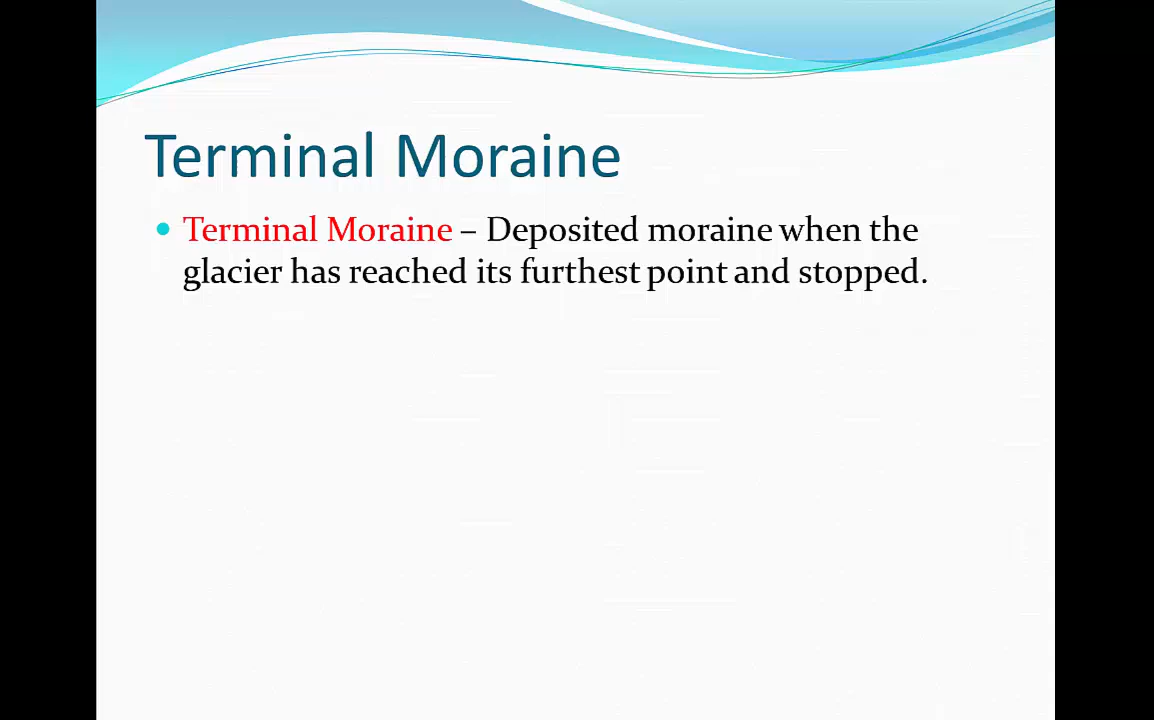 Terminal Moraine
• Terminal Moraine – Deposited moraine when the
glacier has reached its furthest point and stopped.